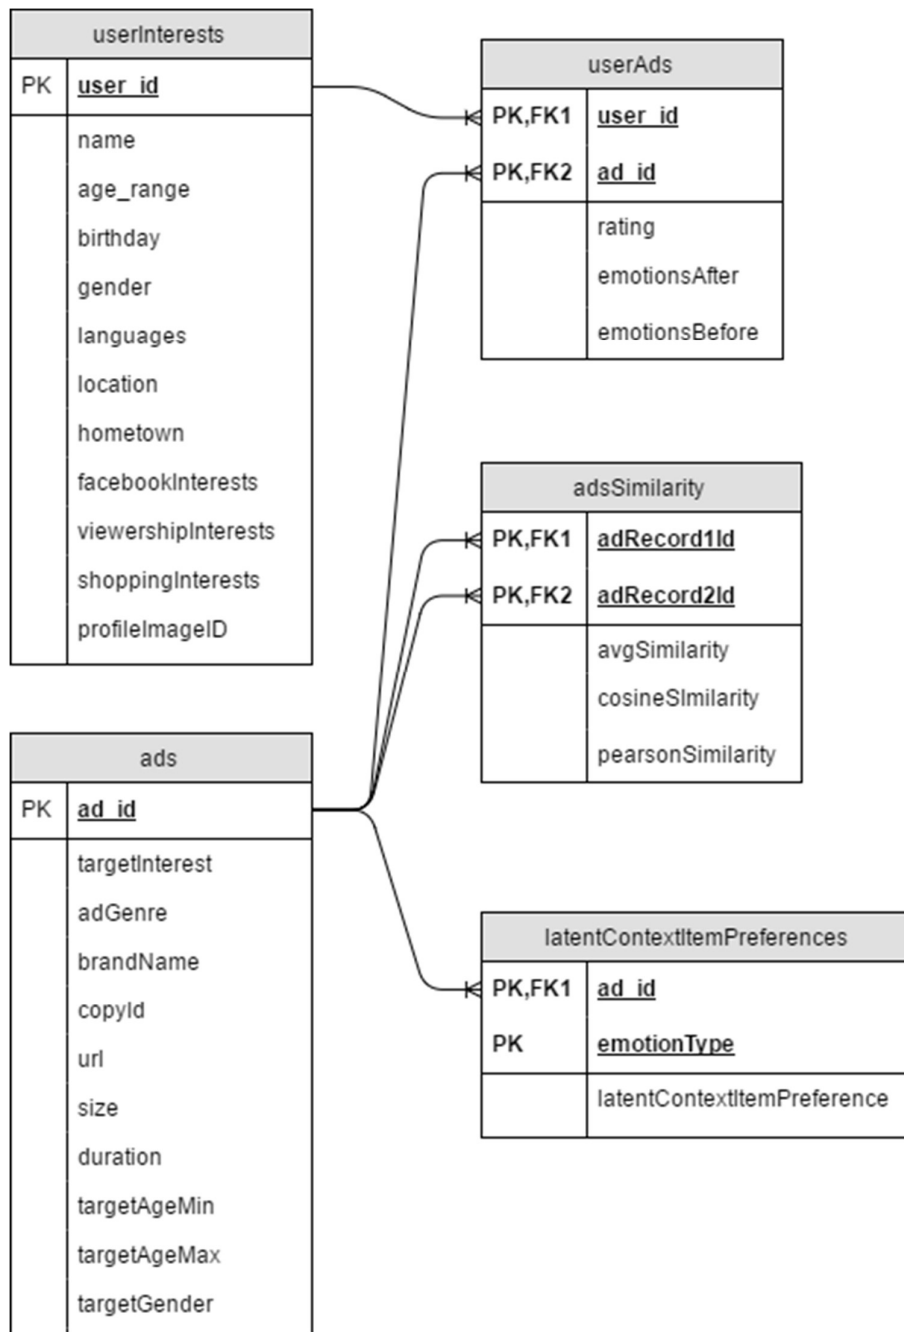 userInterests
PK user_id
name
age_range
birthday
gender
languages
location
hometown
facebookInterests
viewershipInterests
shoppingInterests
profileImageID
userAds
PK,FK1 user_id
PK,FK2 ad_id
rating
emotionsAfter
emotionsBefore
adsSimilarity
PK,FK1 adRecord1Id
PK,FK2 adRecord2Id
avgSimilarity
cosineSImilarity
pearsonSimilarity
ads
PK ad_id
targetInterest
adGenre
brandName
copyId
url
size
duration
targetAgeMin
targetAgeMax
targetGender
latentContextItemPreferences
PK,FK1 ad_id
PK emotionType
latentContextItemPreference